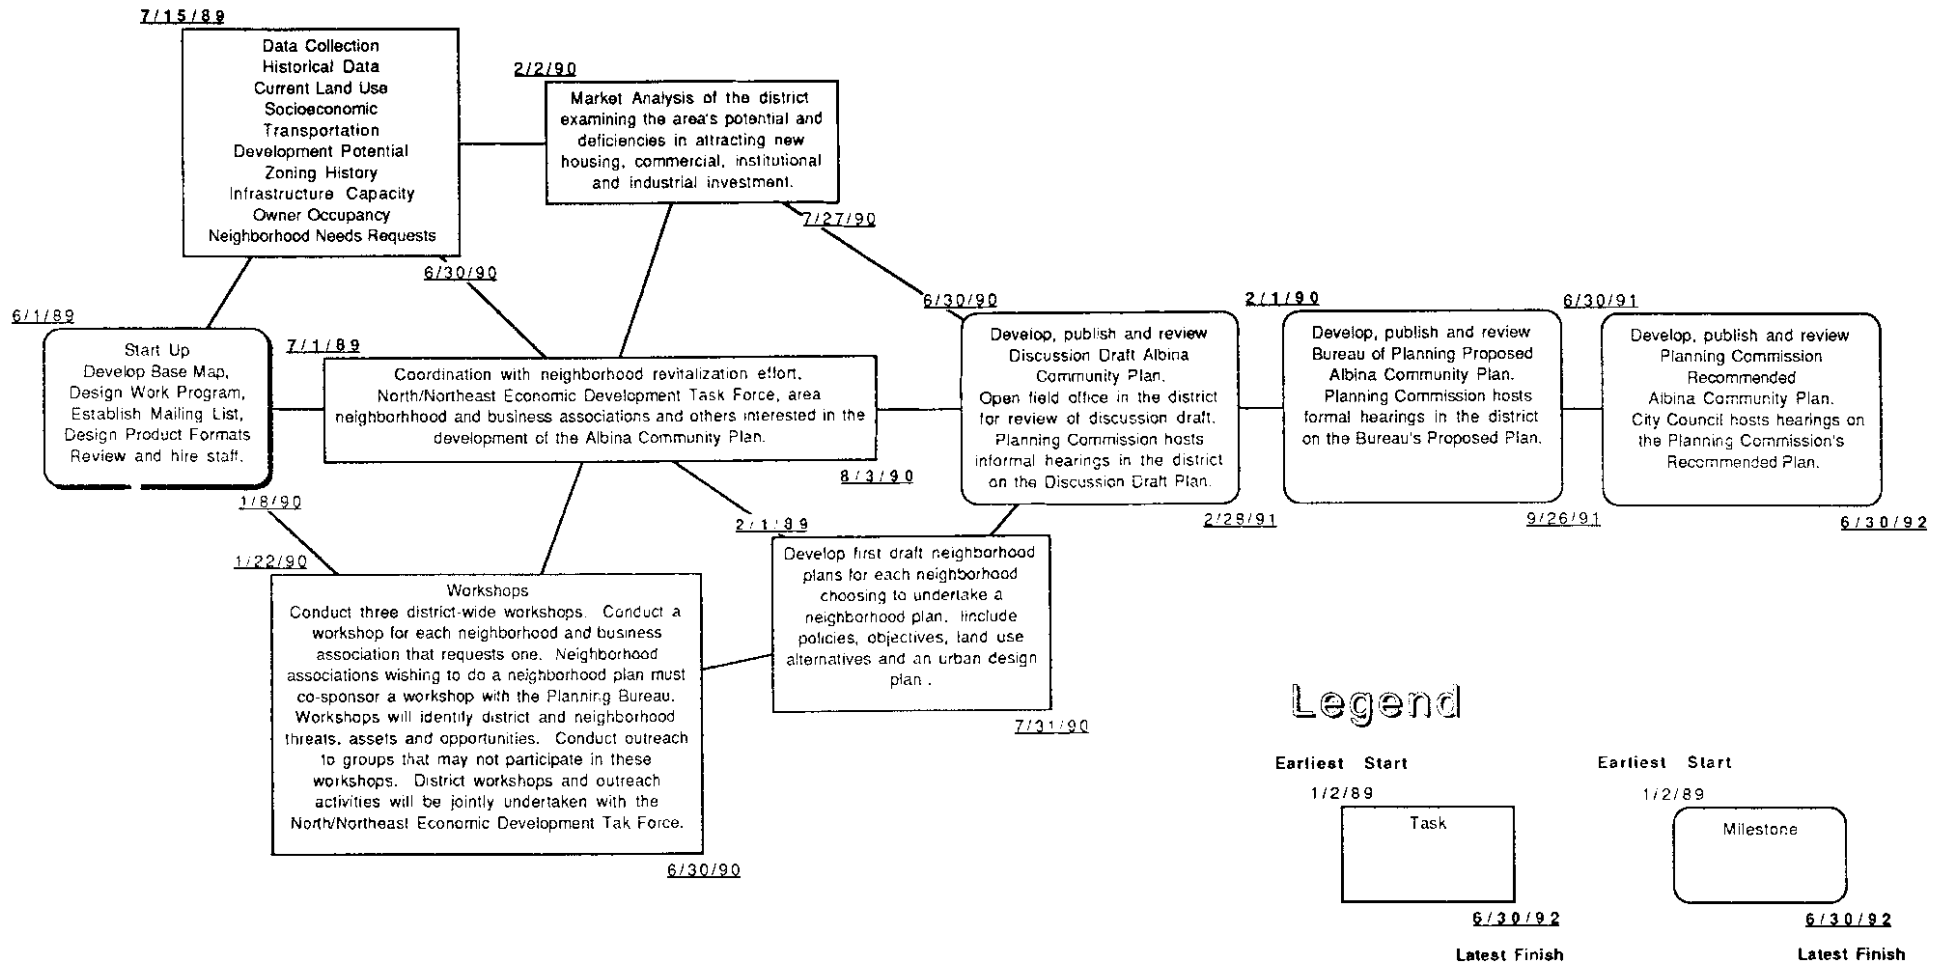 7/15/89
Data Collection
Historical Data
Current Land Use
Socioeconomic
Transportation
Development Potential
Zoning History
Infrastructure Capacity
Owner Occupancy
Neighborhood Needs Requests
6/30/90
2/2/90
Market Analysis of the district
examining the area's potential and
deficiencies in attracting new
housing, commercial, institutional
and industrial investment.
7/27/90
6/1/89
Start Up
Develop Base Map,
Design Work Program,
Establish Mailing List,
Design Product Formats
Review and hire staff.
1/8/90
7/1/89
Coordination with neighborhood revitalization effort,
North/Northeast Economic Development Task Force, area
neighborhhood and business associations and others interested in the
development of the Albina Community Plan.
8/3/90
6/30/90
Develop, publish and review
Discussion Draft Albina
Community Plan.
Open field office in the district
for review of discussion draft.
Planning Commission hosts
informal hearings in the district
on the Discussion Draft Plan.
2/28/91
2/1/90
Develop, publish and review
Bureau of Planning Proposed
Albina Community Plan.
Planning Commission hosts
formal hearings in the district
on the Bureau's Proposed Plan.
9/26/91
6/30/91
Develop, publish and review
Planning Commission
Recommended
Albina Community Plan.
City Council hosts hearings on
the Planning Commission's
Recommended Plan.
6/30/92
1/22/90
Workshops
Conduct three district-wide workshops. Conduct a
workshop for each neighborhood and business
association that requests one. Neighborhood
associations wishing to do a neighborhood plan must
co-sponsor a workshop with the Planning Bureau.
Workshops will identify district and neighborhood
threats, assets and opportunities. Conduct outreach
to groups that may not participate in these
workshops. District workshops and outreach
activities will be jointly undertaken with the
North/Northeast Economic Development Tak Force.
6/30/90
2/1/89
Develop first draft neighborhood
plans for each neighborhood
choosing to undertake a
neighborhood plan. Iinclude
policies, objectives, land use
alternatives and an urban design
plan .
7/31/90
Legend
Earliest Start
1/2/89
Task
6/30/92
Latest Finish
Earliest Start
1/2/89
Milestone
6/30/92
Latest Finish